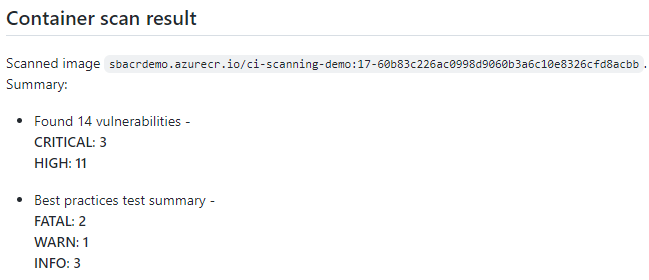 Container scan result
Scanned image sbacrdemo.azurecr.io/ci-scanning-demo:17-60b83c226ac0998d9060b3a6c10e8326cfd8acbb.
Summary:
• Found 14 vulnerabilities -
CRITICAL: 3
HIGH: 11
• Best practices test summary -
FATAL: 2
WARN: 1
INFO: 3